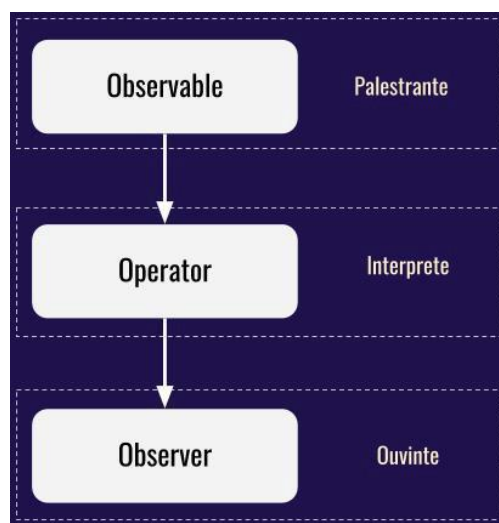 Observable
Palestrante
Operator
Interprete
Observer
Ouvinte